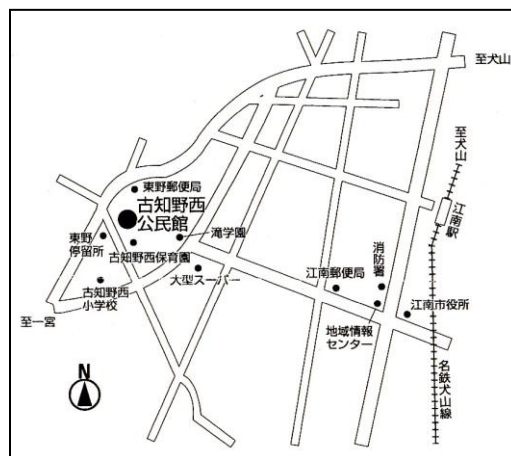 至犬山
至犬山
江南駅
東野郵便局
古知野西
公民館
滝学園
東野
停留所
古知野西保育園
大型スーパー
古知野西
小学校
至一宮
消防署
江南郵便局
地域情報
センター
江南市役所
名鉄犬山線
N